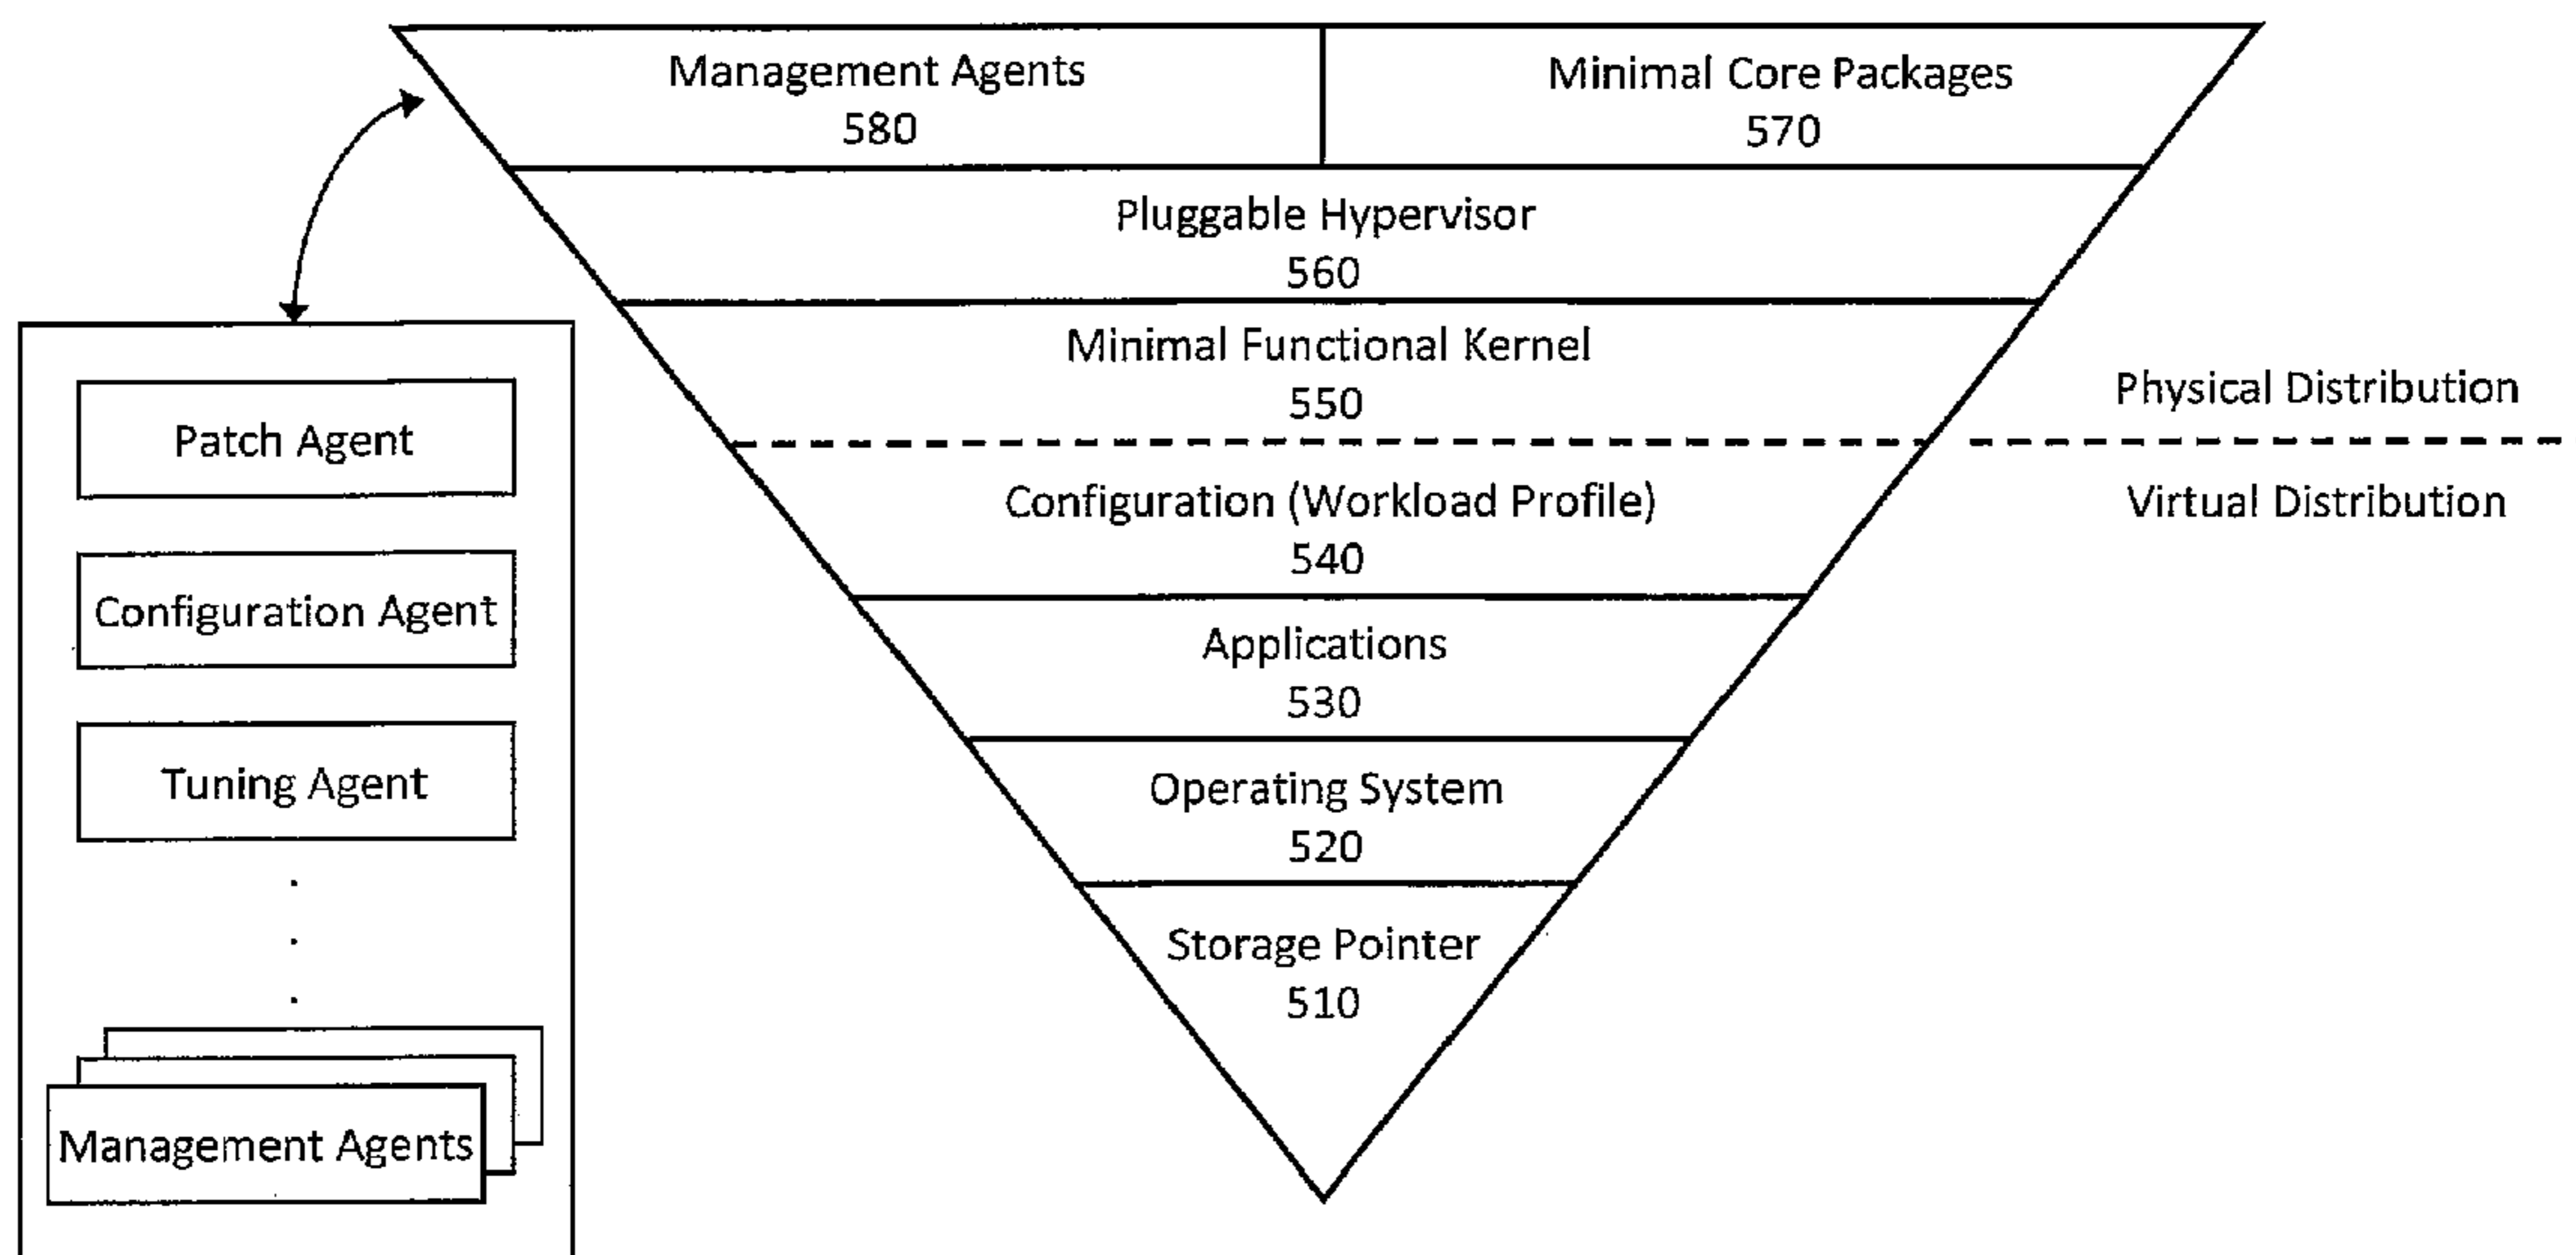 Management Agents
580
Minimal Core Packages
570
Pluggable Hypervisor
560
Minimal Functional Kernel
550
Physical Distribution
Virtual Distribution
Configuration (Workload Profile)
540
Applications
530
Operating System
520
Storage Pointer
510
Patch Agent
Configuration Agent
Tuning Agent
.
.
.
Management Agents